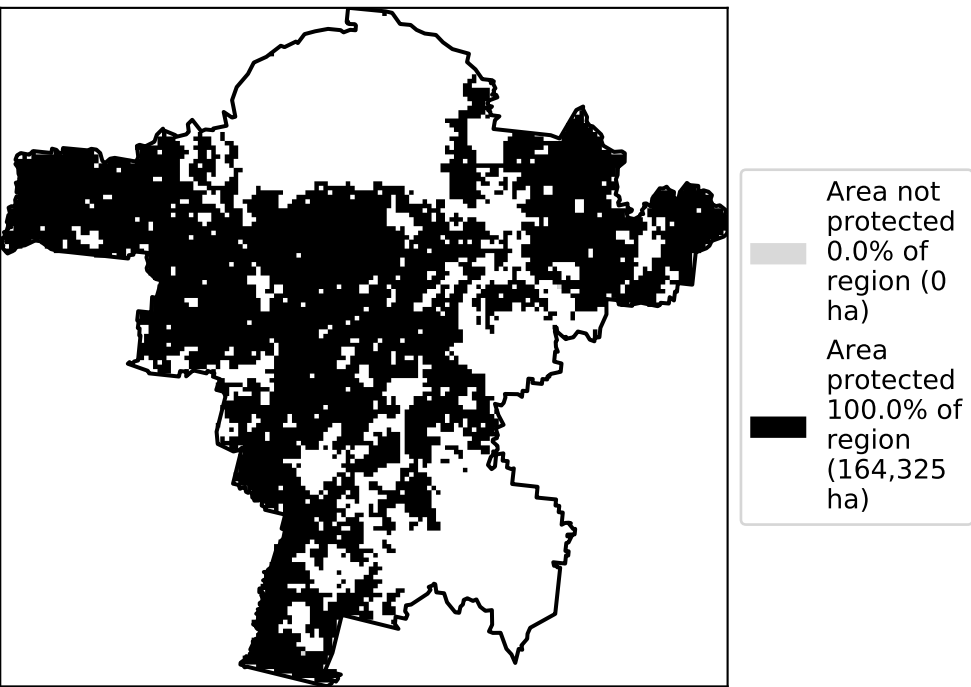 Area not
protected
0.0% of
region (0
ha)
Area
protected
100.0% of
region
(164,325
ha)